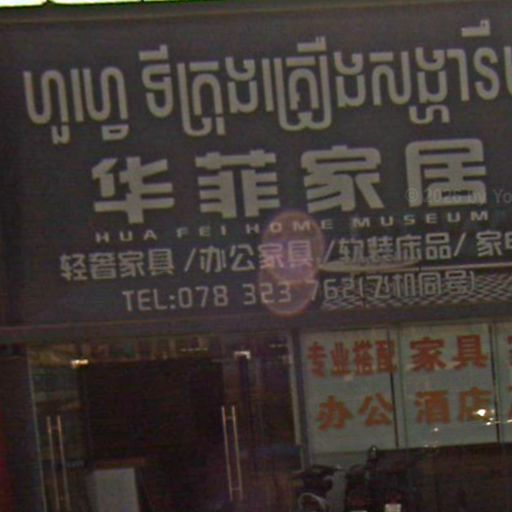 ហួហ្វេ ទីក្រុងគ្រឿងសង្ហារឹម
华菲家居
HUA FEI HOME MUSEUM
轻奢家具/办公家具/软装床品/家电
TEL:078 323 762(飞机同号)
专业搭配 家具
办公 酒店